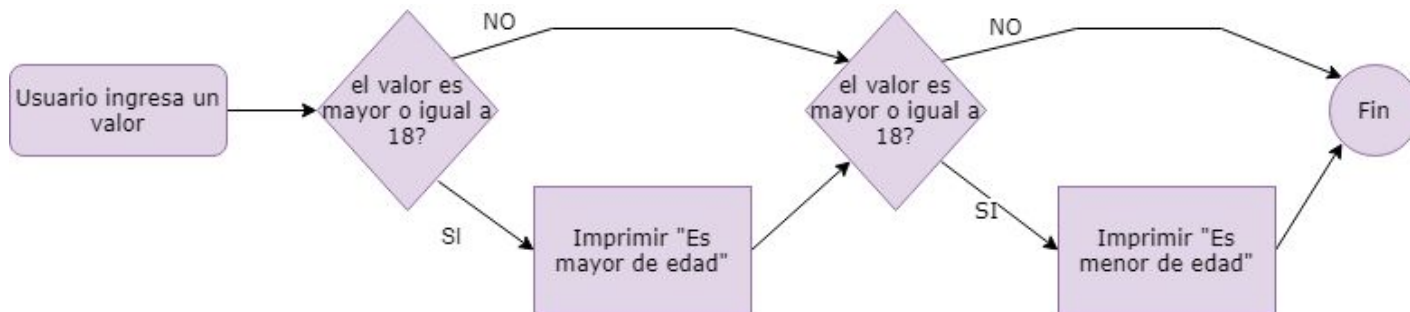 Usuario ingresa un
valor
el valor es
mayor o igual a
18?
NO
SI
Imprimir "Es
mayor de edad"
el valor es
mayor o igual a
18?
NO
SI
Imprimir "Es
menor de edad"
Fin